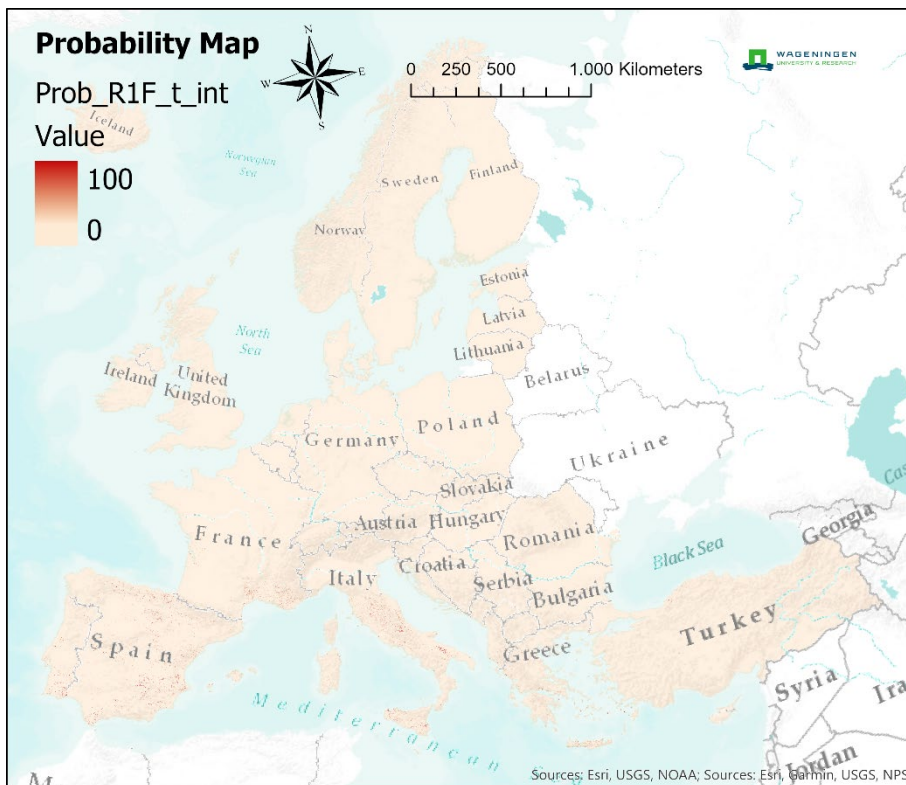 Probability Map
Prob_R1F_t_int
Value
100
0
N
W
E
S
0 250 500 1.000 Kilometers
WAGENINGEN
UNIVERSITY & RESEARCH
Iceland
Norwegian
Sea
Sweden
Finland
Norway
Estonia
Latvia
Lithuania
North
Sea
Ireland
United
Kingdom
Belarus
Poland
Germany
Ukraine
Slovakia
Austria
Hungary
France
Romania
Croatia
Italy
Serbia
Bulgaria
Black Sea
Georgia
Cas
Spain
Greece
Turkey
Syria
Ira
Mediterranean Sea
Jordan
M
Sources: Esri, USGS, NOAA; Sources: Esri, Garmin, USGS, NPS